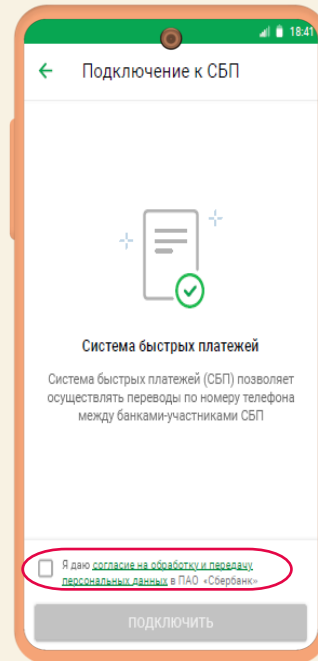 18:41
Подключение к СБП
Система быстрых платежей
Система быстрых платежей (СБП) позволяет
осуществлять переводы по номеру телефона
между банками-участниками СБП
Я даю согласие на обработку и передачу
персональных данных в ПАО «Сбербанк»
ПОДКЛЮЧИТЬ